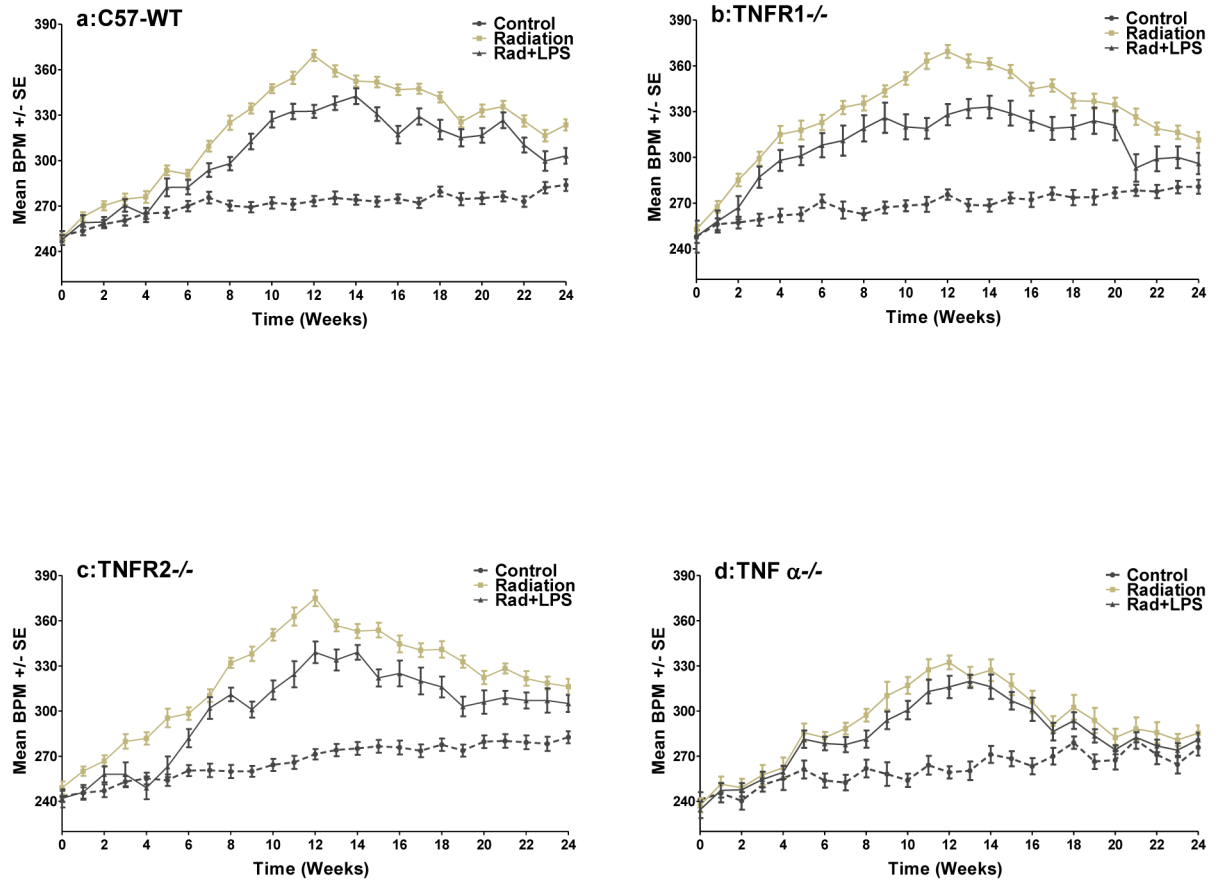 a:C57-WT
Control
Radiation
Rad+LPS
Mean BPM +/- SE
390
360
330
300
270
240
0 2 4 6 8 10 12 14 16 18 20 22 24
Time (Weeks)
b:TNFR1-/-
Control
Radiation
Rad+LPS
Mean BPM +/- SE
390
360
330
300
270
240
0 2 4 6 8 10 12 14 16 18 20 22 24
Time (Weeks)
c:TNFR2-/-
Control
Radiation
Rad+LPS
Mean BPM +/- SE
390
360
330
300
270
240
0 2 4 6 8 10 12 14 16 18 20 22 24
Time (Weeks)
d:TNF α-/-
Control
Radiation
Rad+LPS
Mean BPM +/- SE
390
360
330
300
270
240
0 2 4 6 8 10 12 14 16 18 20 22 24
Time (Weeks)